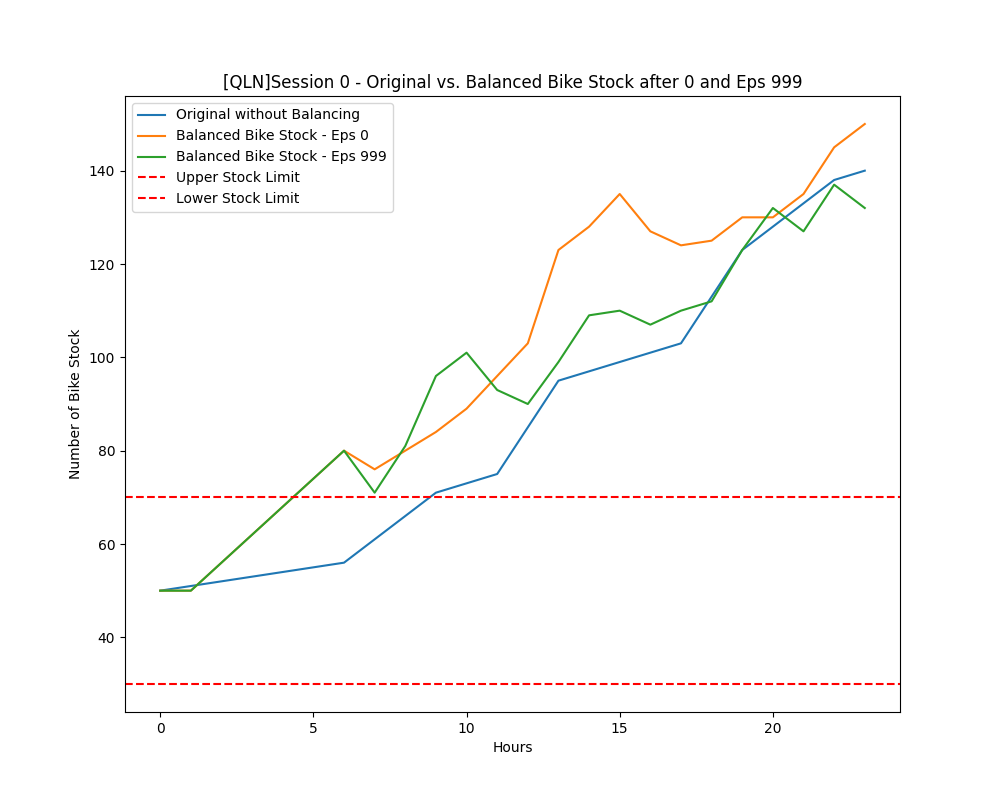 [QLN]Session 0 - Original vs. Balanced Bike Stock after 0 and Eps 999
Original without Balancing
Balanced Bike Stock - Eps 0
Balanced Bike Stock - Eps 999
Upper Stock Limit
Lower Stock Limit
140
120
100
80
60
40
Number of Bike Stock
0 5 10 15 20
Hours